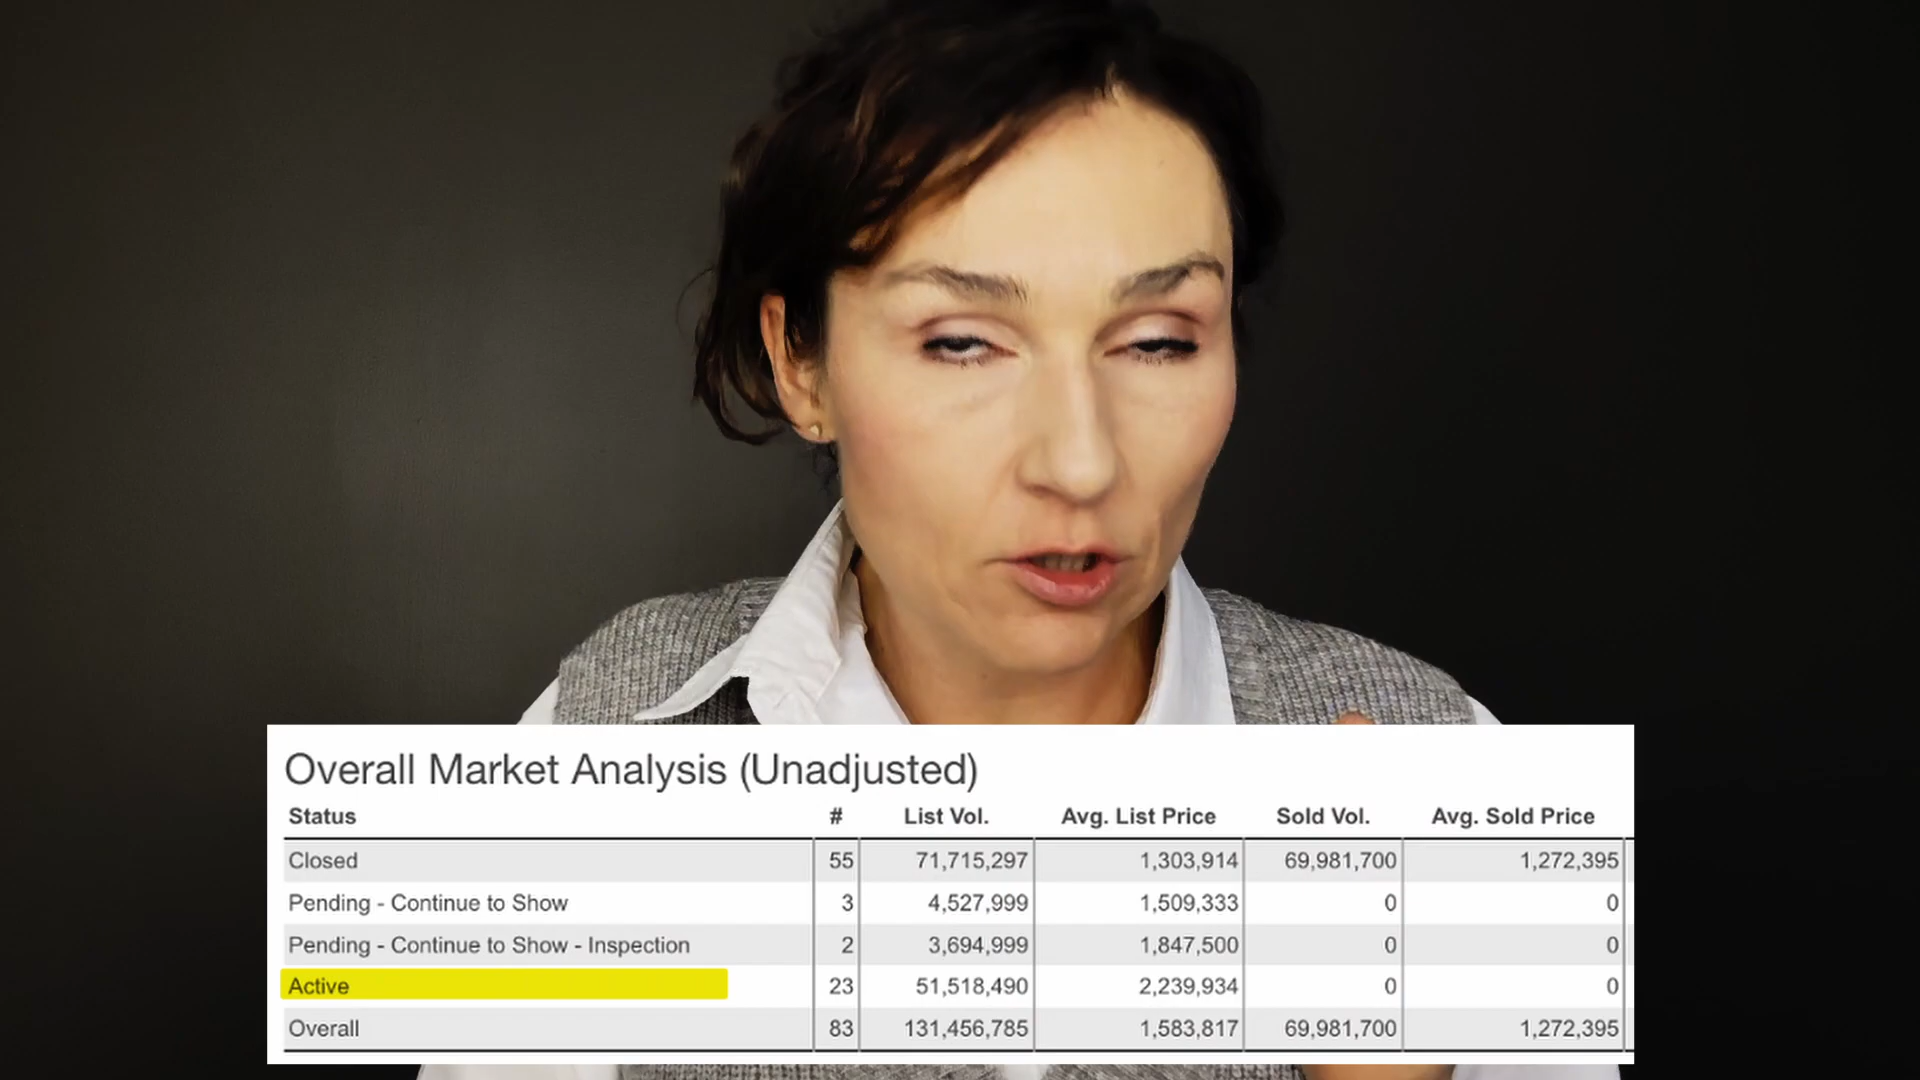 Overall Market Analysis (Unadjusted)
Status # List Vol. Avg. List Price Sold Vol. Avg. Sold Price
Closed 55 71,715,297 1,303,914 69,981,700 1,272,395
Pending - Continue to Show 3 4,527,999 1,509,333 0 0
Pending - Continue to Show - Inspection 2 3,694,999 1,847,500 0 0
Active 23 51,518,490 2,239,934 0 0
Overall 83 131,456,785 1,583,817 69,981,700 1,272,395